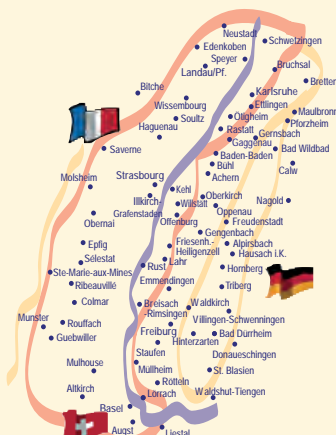 Neustadt
Schwetzingen
Edenkoben
Speyer
Landau/Pf.
Bruchsal
Bretten
Bitche
Karlsruhe
Wissembourg
Ettlingen
Soultz
Maulbronn
Öligheim
Pforzheim
Haguenau
Rastatt
Gernsbach
Gaggenau
Saverne
Bad Wildbad
Baden-Baden
Bühl
Calw
Achern
Strasbourg
Molsheim
Kehl
Oberkirch
Nagold
Illkirch-
Grafenstaden
Willstätt
Oppenau
Obernai
Offenburg
Freudenstadt
Gengenbach
Epfig
Friesenh.-
Heiligenzell
Alpirsbach
Hausach i.K.
Sélestat
Lahr
Rust
Hornberg
Ste-Marie-aux-Mines
Emmendingen
Ribeauvillé
Triberg
Colmar
Breisach
Waldkirch
-Rimsingen
Munster
Rouffach
Villingen-Schwenningen
Freiburg
Guebwiller
Bad Dürrheim
Hinterzarten
Staufen
Donaueschingen
Mulhouse
Müllheim
St. Blasien
Rötteln
Altkirch
Lörrach
Waldshut-Tiengen
Basel
Augst
Liestal